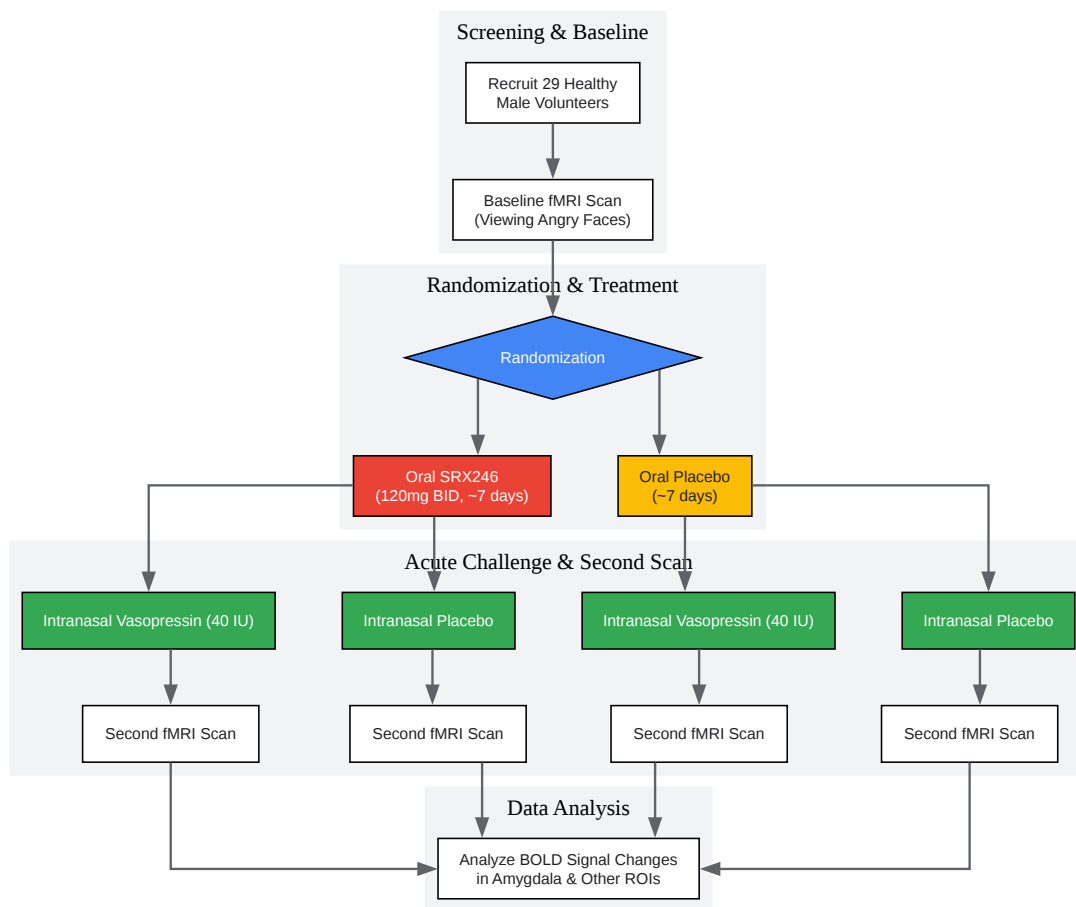 Screening & Baseline
Recruit 29 Healthy
Male Volunteers
Baseline fMRI Scan
(Viewing Angry Faces)
Randomization & Treatment
Randomization
Oral SRX246
(120mg BID, ~7 days)
Oral Placebo
(~7 days)
Acute Challenge & Second Scan
Intranasal Vasopressin (40 IU)
Intranasal Placebo
Intranasal Vasopressin (40 IU)
Intranasal Placebo
Second fMRI Scan
Second fMRI Scan
Second fMRI Scan
Second fMRI Scan
Data Analysis
Analyze BOLD Signal Changes
in Amygdala & Other ROIs